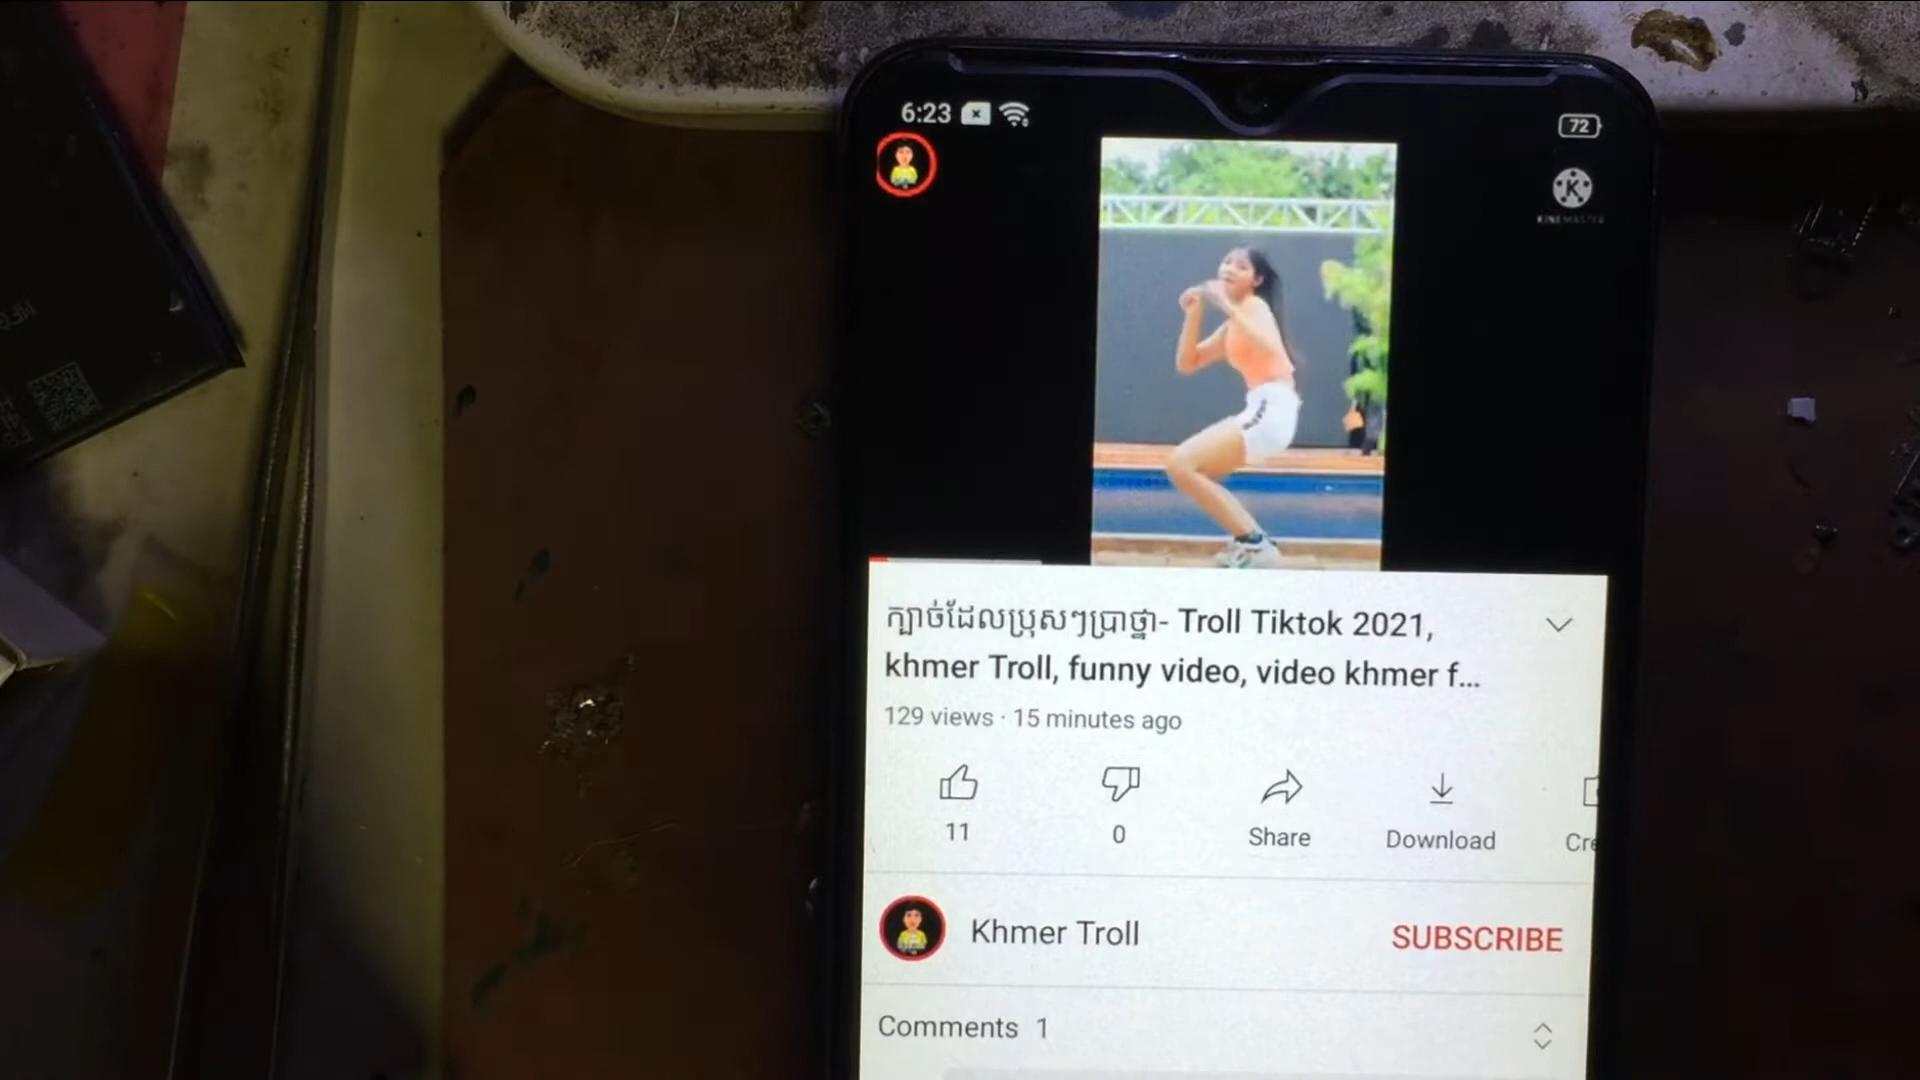 6:23
72
K
KINEMASTER
ក្បាច់ដែលប្រុសៗប្រាថ្នា- Troll Tiktok 2021,
khmer Troll, funny video, video khmer f...
129 views · 15 minutes ago
11
0
Share
Download
Cre
Khmer Troll
SUBSCRIBE
Comments 1